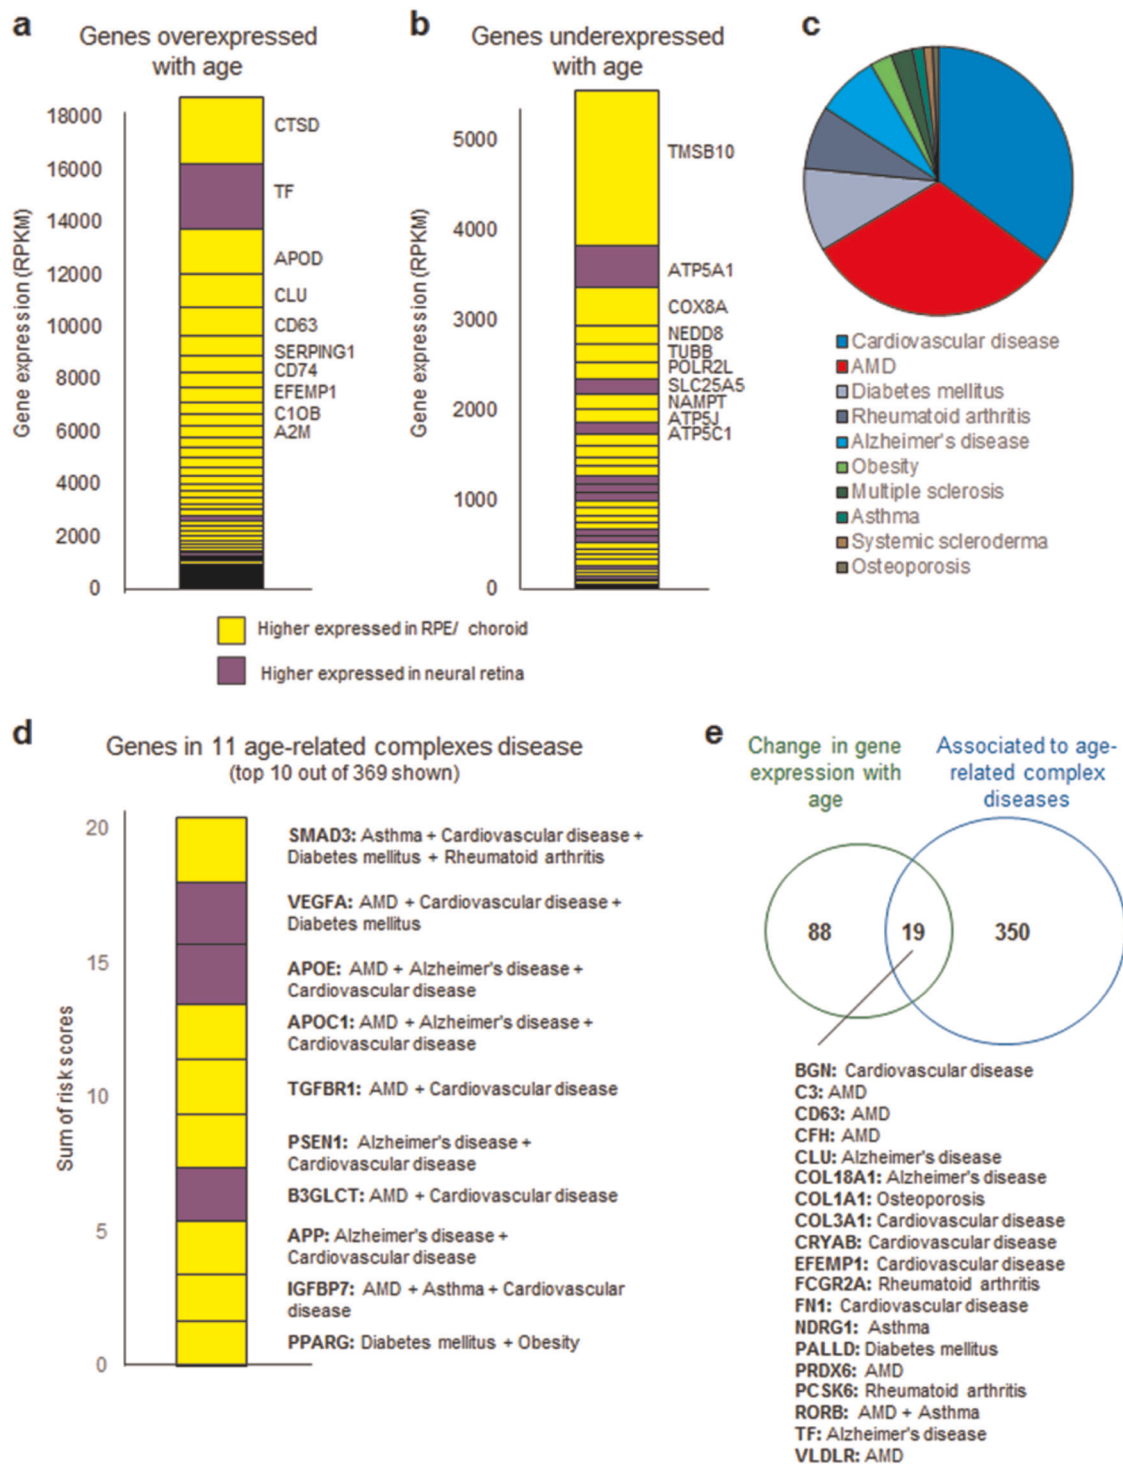 a
Genes overexpressed
with age
Gene expression (RPKM)
18000
16000
14000
12000
10000
8000
6000
4000
2000
0
CTSD
TF
APOD
CLU
CD63
SERPING1
CD74
EFEMP1
C1OB
A2M
b
Genes underexpressed
with age
Gene expression (RPKM)
5000
4000
3000
2000
1000
0
TMSB10
ATP5A1
COX8A
NEDD8
TUBB
POLR2L
SLC25A5
NAMPT
ATP5J
ATP5C1
Higher expressed in RPE/ choroid
Higher expressed in neural retina
c
Cardiovascular disease
AMD
Diabetes mellitus
Rheumatoid arthritis
Alzheimer's disease
Obesity
Multiple sclerosis
Asthma
Systemic scleroderma
Osteoporosis
d
Genes in 11 age-related complexes disease
(top 10 out of 369 shown)
Sum of risk scores
20
15
10
5
0
SMAD3: Asthma + Cardiovascular disease +
Diabetes mellitus + Rheumatoid arthritis
VEGFA: AMD + Cardiovascular disease +
Diabetes mellitus
APOE: AMD + Alzheimer's disease +
Cardiovascular disease
APOC1: AMD + Alzheimer's disease +
Cardiovascular disease
TGFBR1: AMD + Cardiovascular disease
PSEN1: Alzheimer's disease +
Cardiovascular disease
B3GLCT: AMD + Cardiovascular disease
APP: Alzheimer's disease +
Cardiovascular disease
IGFBP7: AMD + Asthma + Cardiovascular
disease
PPARG: Diabetes mellitus + Obesity
e
Change in gene
expression with
age
Associated to age-
related complex
diseases
88
19
350
BGN: Cardiovascular disease
C3: AMD
CD63: AMD
CFH: AMD
CLU: Alzheimer's disease
COL18A1: Alzheimer's disease
COL1A1: Osteoporosis
COL3A1: Cardiovascular disease
CRYAB: Cardiovascular disease
EFEMP1: Cardiovascular disease
FCGR2A: Rheumatoid arthritis
FN1: Cardiovascular disease
NDRG1: Asthma
PALLD: Diabetes mellitus
PRDX6: AMD
PCSK6: Rheumatoid arthritis
RORB: AMD + Asthma
TF: Alzheimer's disease
VLDLR: AMD